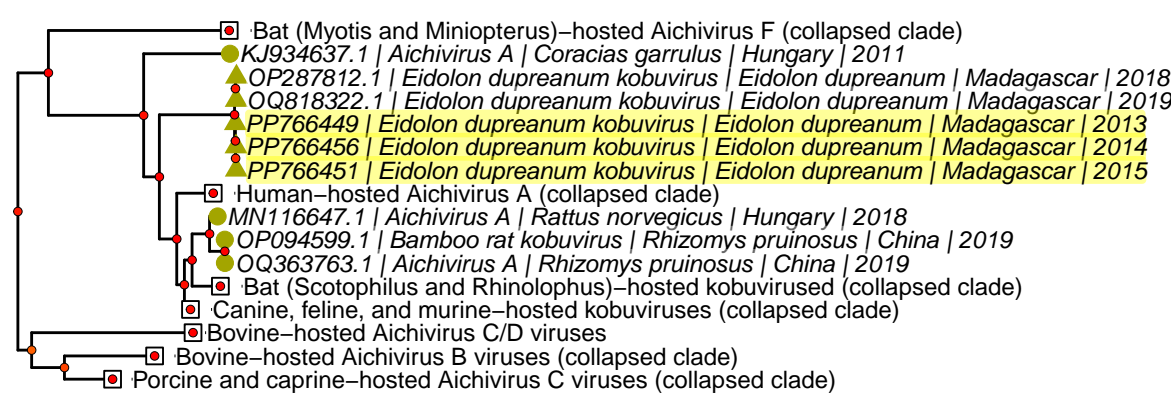 Bat (Myotis and Miniopterus)−hosted Aichivirus F (collapsed clade)
KJ934637.1 | Aichivirus A | Coracias garrulus | Hungary | 2011
OP287812.1 | Eidolon dupreanum kobuvirus | Eidolon dupreanum | Madagascar | 2018
OQ818322.1 | Eidolon dupreanum kobuvirus | Eidolon dupreanum | Madagascar | 2019
PP766449 | Eidolon dupreanum kobuvirus | Eidolon dupreanum | Madagascar | 2013
PP766456 | Eidolon dupreanum kobuvirus | Eidolon dupreanum | Madagascar | 2014
PP766451 | Eidolon dupreanum kobuvirus | Eidolon dupreanum | Madagascar | 2015
Human−hosted Aichivirus A (collapsed clade)
MN116647.1 | Aichivirus A | Rattus norvegicus | Hungary | 2018
OP094599.1 | Bamboo rat kobuvirus | Rhizomys pruinosus | China | 2019
OQ363763.1 | Aichivirus A | Rhizomys pruinosus | China | 2019
Bat (Scotophilus and Rhinolophus)−hosted kobuvirused (collapsed clade)
Canine, feline, and murine−hosted kobuviruses (collapsed clade)
Bovine−hosted Aichivirus C/D viruses
Bovine−hosted Aichivirus B viruses (collapsed clade)
Porcine and caprine−hosted Aichivirus C viruses (collapsed clade)